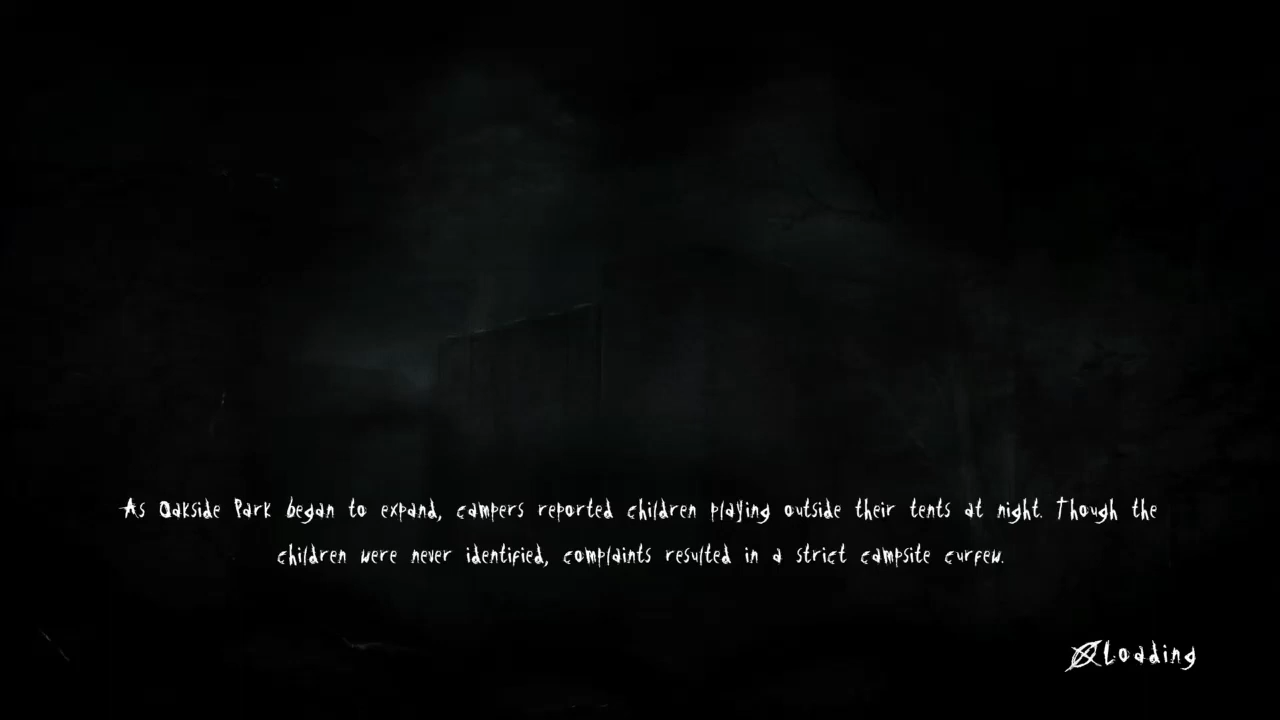 As Oakside Park began to expand, campers reported children playing outside their tents at night. Though the
children were never identified, complaints resulted in a strict campsite curfew.
Loading